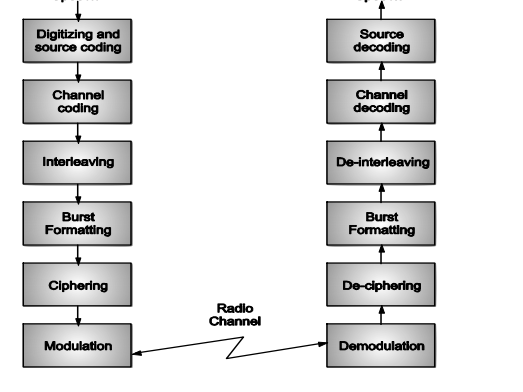 Digitizing and
source coding
Channel
coding
Interleaving
Burst
Formatting
Ciphering
Modulation
Radio
Channel
Source
decoding
Channel
decoding
De-interleaving
Burst
Formatting
De-ciphering
Demodulation